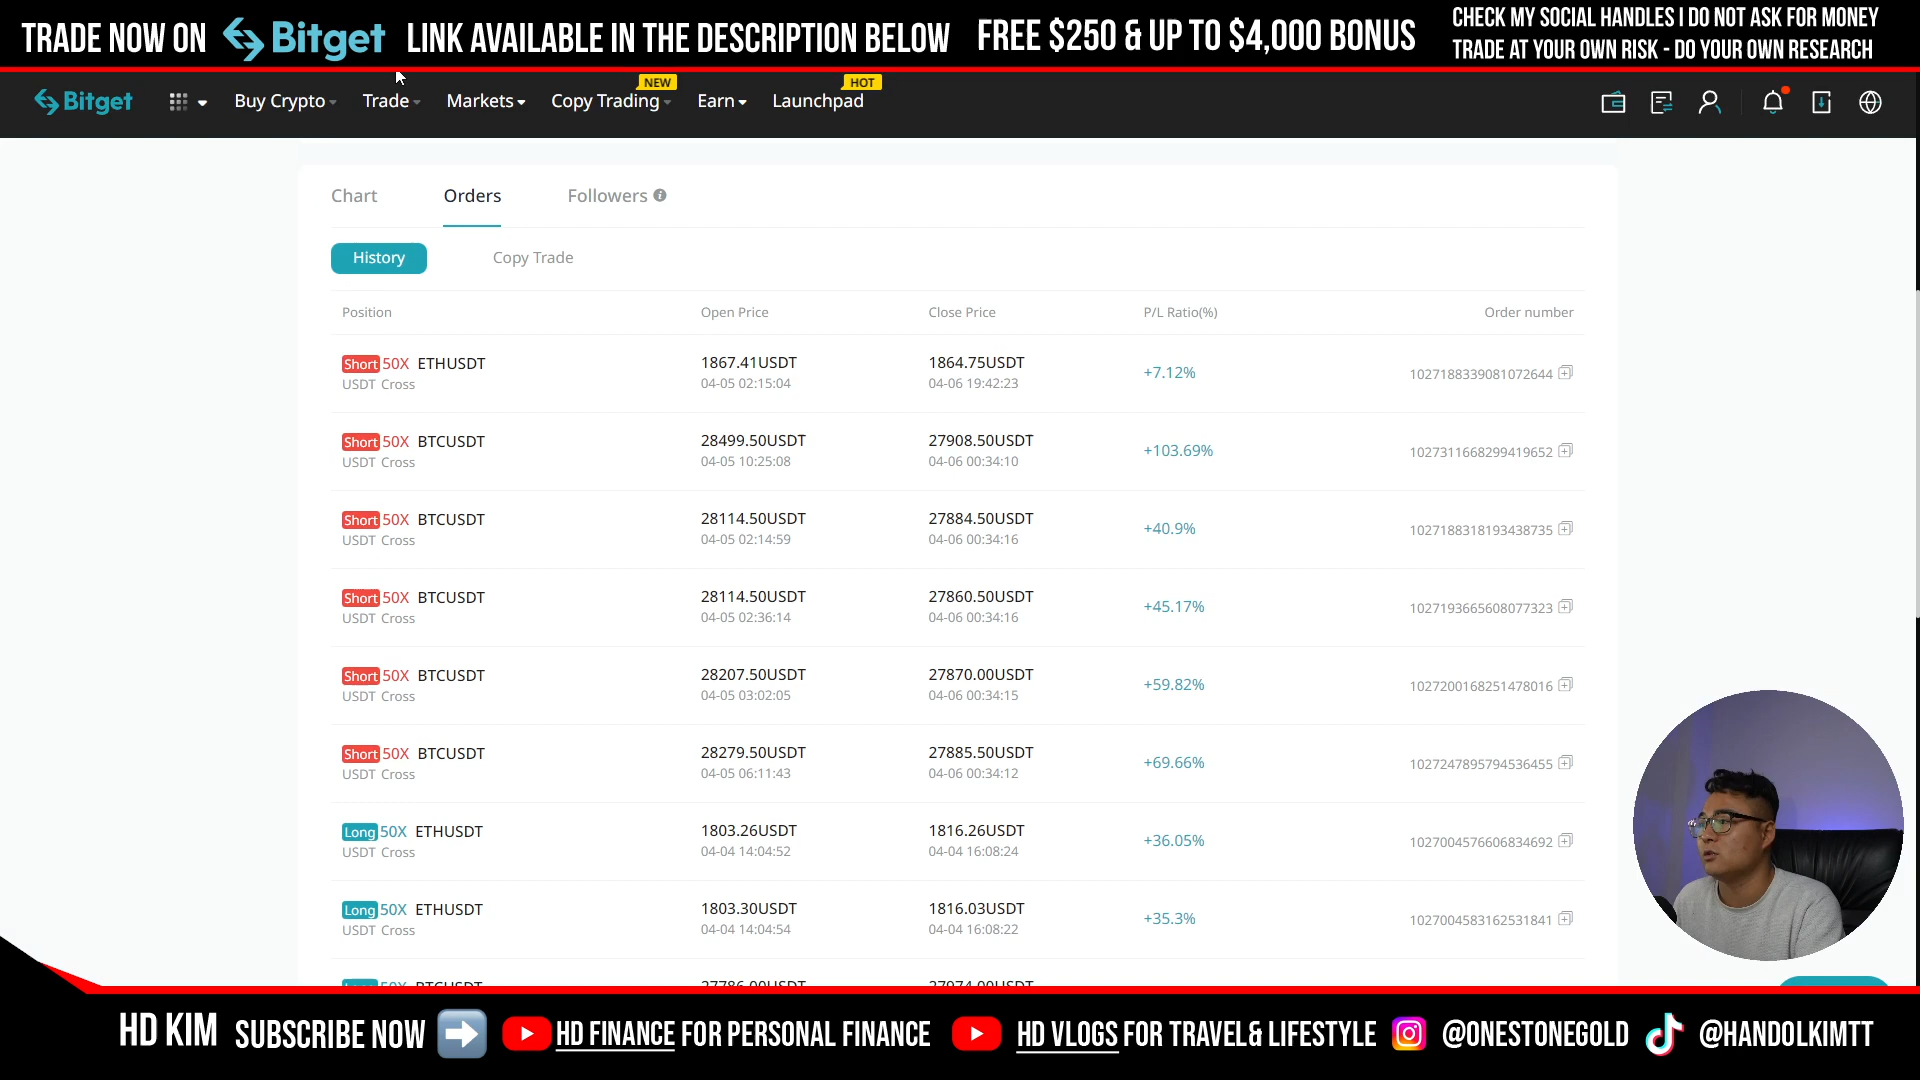 TRADE NOW ON Bitget LINK AVAILABLE IN THE DESCRIPTION BELOW FREE $250 & UP TO $4,000 BONUS
CHECK MY SOCIAL HANDLES I DO NOT ASK FOR MONEY
TRADE AT YOUR OWN RISK - DO YOUR OWN RESEARCH
NEW HOT
Bitget Buy Crypto Trade Markets Copy Trading Earn Launchpad
Chart Orders Followers
History Copy Trade
Position Open Price Close Price P/L Ratio(%) Order number
Short 50X ETHUSDT 1867.41USDT 1864.75USDT +7.12% 1027188339081072644
USDT Cross 04-05 02:15:04 04-06 19:42:23
Short 50X BTCUSDT 28499.50USDT 27908.50USDT +103.69% 1027311668299419652
USDT Cross 04-05 10:25:08 04-06 00:34:10
Short 50X BTCUSDT 28114.50USDT 27884.50USDT +40.9% 1027188318193438735
USDT Cross 04-05 02:14:59 04-06 00:34:16
Short 50X BTCUSDT 28114.50USDT 27860.50USDT +45.17% 1027193665608077323
USDT Cross 04-05 02:36:14 04-06 00:34:16
Short 50X BTCUSDT 28207.50USDT 27870.00USDT +59.82% 1027200168251478016
USDT Cross 04-05 03:02:05 04-06 00:34:15
Short 50X BTCUSDT 28279.50USDT 27885.50USDT +69.66% 1027247895794536455
USDT Cross 04-05 06:11:43 04-06 00:34:12
Long 50X ETHUSDT 1803.26USDT 1816.26USDT +36.05% 1027004576606834692
USDT Cross 04-04 14:04:52 04-04 16:08:24
Long 50X ETHUSDT 1803.30USDT 1816.03USDT +35.3% 1027004583162531841
USDT Cross 04-04 14:04:54 04-04 16:08:22
HD KIM SUBSCRIBE NOW HD FINANCE FOR PERSONAL FINANCE HD VLOGS FOR TRAVEL& LIFESTYLE @ONESTONEGOLD @HANDOLKIMTT